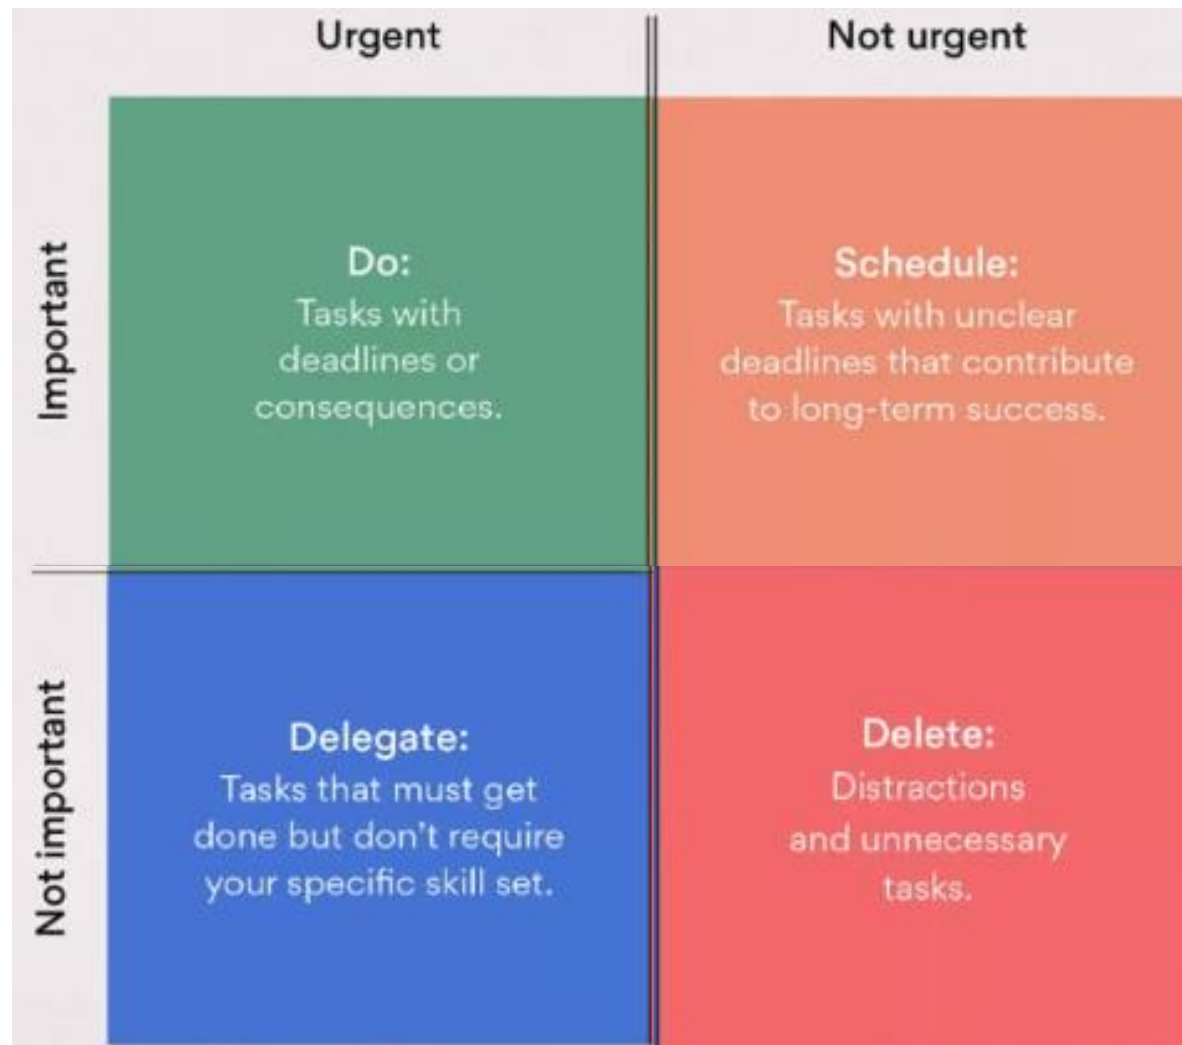 Urgent
Not urgent
Important
Do:
Tasks with
deadlines or
consequences.
Schedule:
Tasks with unclear
deadlines that contribute
to long-term success.
Not important
Delegate:
Tasks that must get
done but don't require
your specific skill set.
Delete:
Distractions
and unnecessary
tasks.